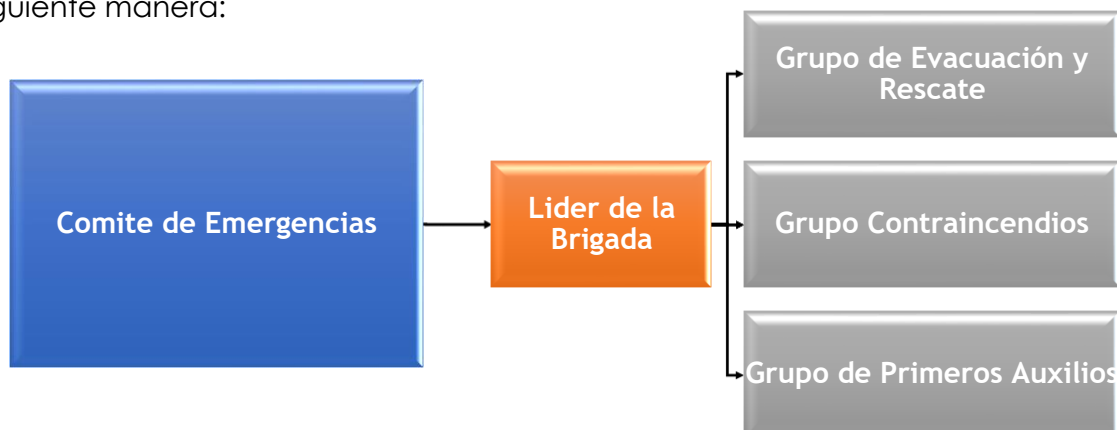 guiente manera:
Grupo de Evacuación y
Rescate
Comite de Emergencias
Lider de la
Brigada
Grupo Contraincendios
Grupo de Primeros Auxilios